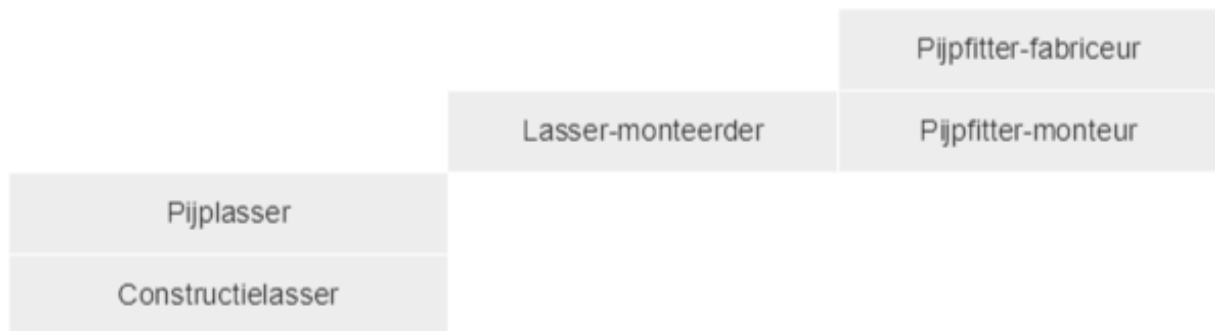 Pijpfitter-fabriceur
Lasser-monteerder Pijpfitter-monteur
Pijplasser
Constructielasser